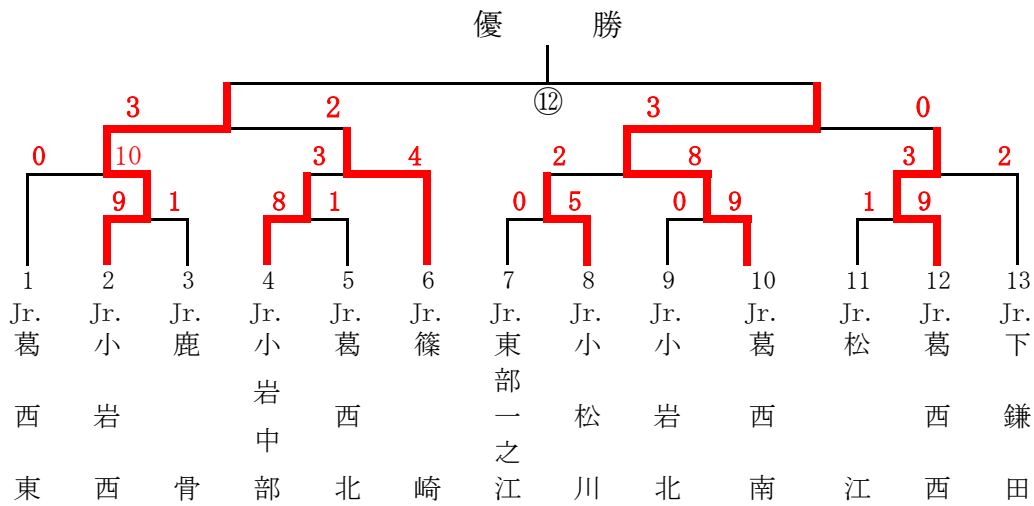 優 勝
⑫
3 2 3 0
0 10 3 4 2 8 3 2
9 1 8 1 0 5 0 9 1 9
1 2 3 4 5 6 7 8 9 10 11 12 13
Jr. 葛西東
Jr. 小岩西
Jr. 鹿骨
Jr. 小岩中部
Jr. 葛西北
Jr. 篠崎
Jr. 東部一之江
Jr. 小松川
Jr. 小岩北
Jr. 葛西南
Jr. 松江
Jr. 葛西西
Jr. 下鎌田